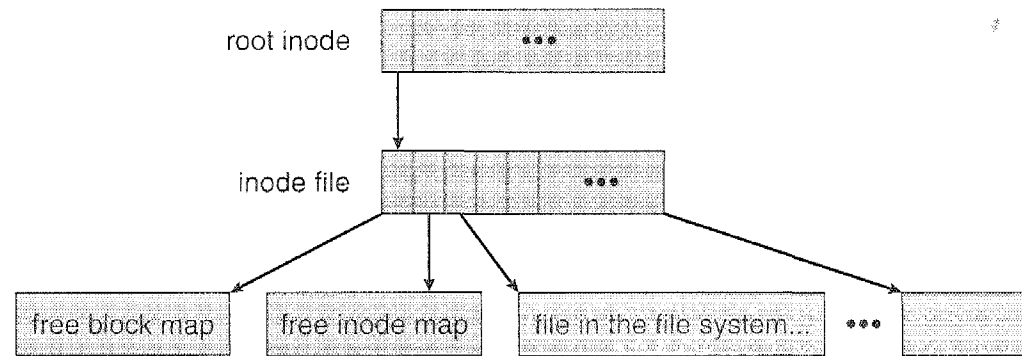 root inode
•••
inode file
•••
free block map
free inode map
file in the file system...
•••